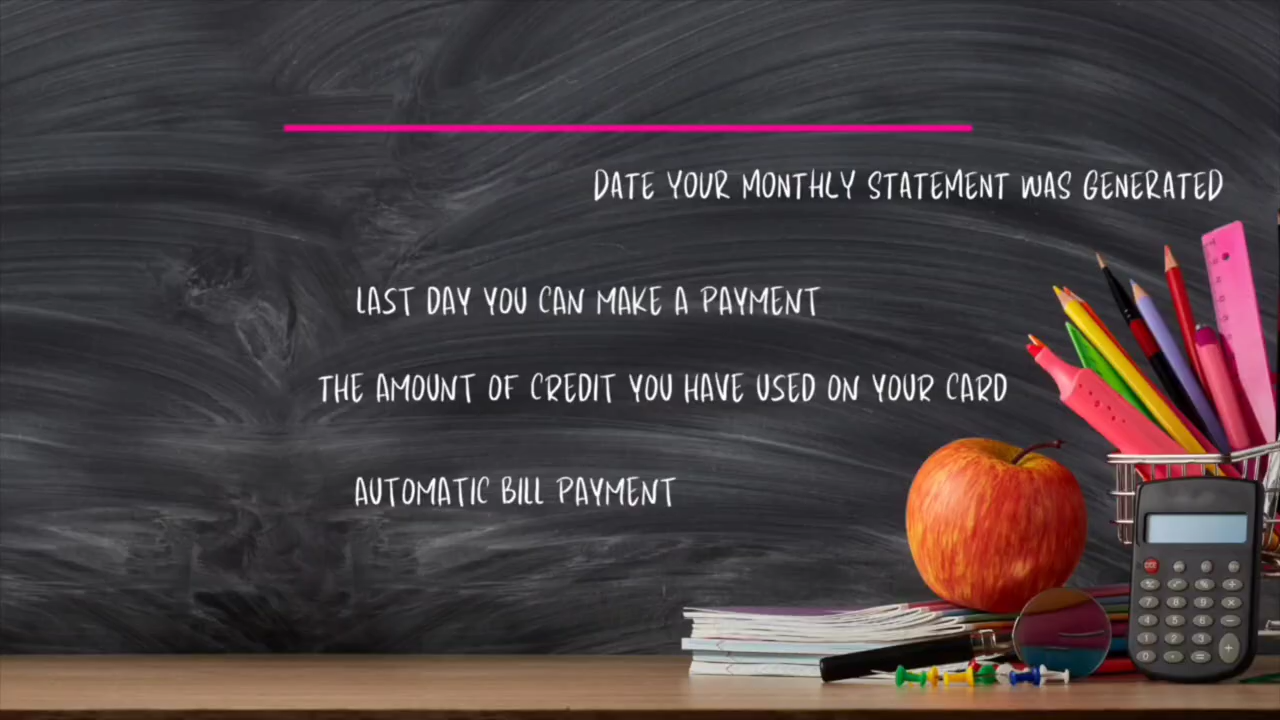 DATE YOUR MONTHLY STATEMENT WAS GENERATED
LAST DAY YOU CAN MAKE A PAYMENT
THE AMOUNT OF CREDIT YOU HAVE USED ON YOUR CARD
AUTOMATIC BILL PAYMENT